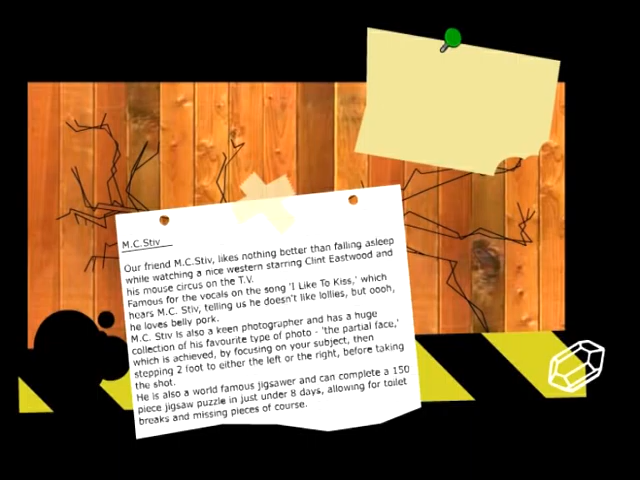 M.C.Stiv
Our friend M.C.Stiv, likes nothing better than falling asleep
while watching a nice western starring Clint Eastwood and
his mouse circus on the T.V.
Famous for the vocals on the song 'I Like To Kiss,' which
hears M.C. Stiv, telling us he doesn't like lollies, but oooh,
he loves belly pork.
M.C. Stiv is also a keen photographer and has a huge
collection of his favourite type of photo - 'the partial face,'
which is achieved, by focusing on your subject, then
stepping 2 foot to either the left or the right, before taking
the shot.
He is also a world famous jigsawer and can complete a 150
piece jigsaw puzzle in just under 8 days, allowing for toilet
breaks and missing pieces of course.